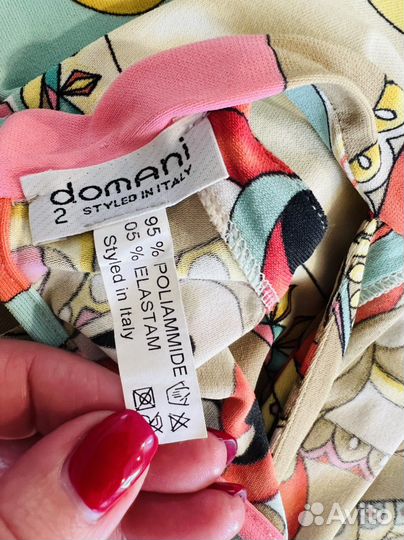 domani
2 STYLED IN ITALY
95 % POLIAMMIDE
05 % ELASTAM
Styled in Italy
Avito